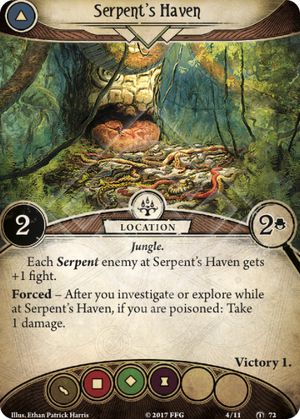 Serpent's Haven
2
2
LOCATION
Jungle.
Each Serpent enemy at Serpent's Haven gets
+1 fight.
Forced – After you investigate or explore while
at Serpent's Haven, if you are poisoned: Take
1 damage.
Victory 1.
Illus. Ethan Patrick Harris © 2017 FFG 4/11 72